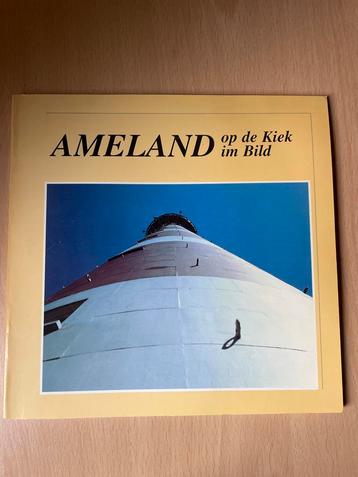 AMELAND op de Kiek
im Bild